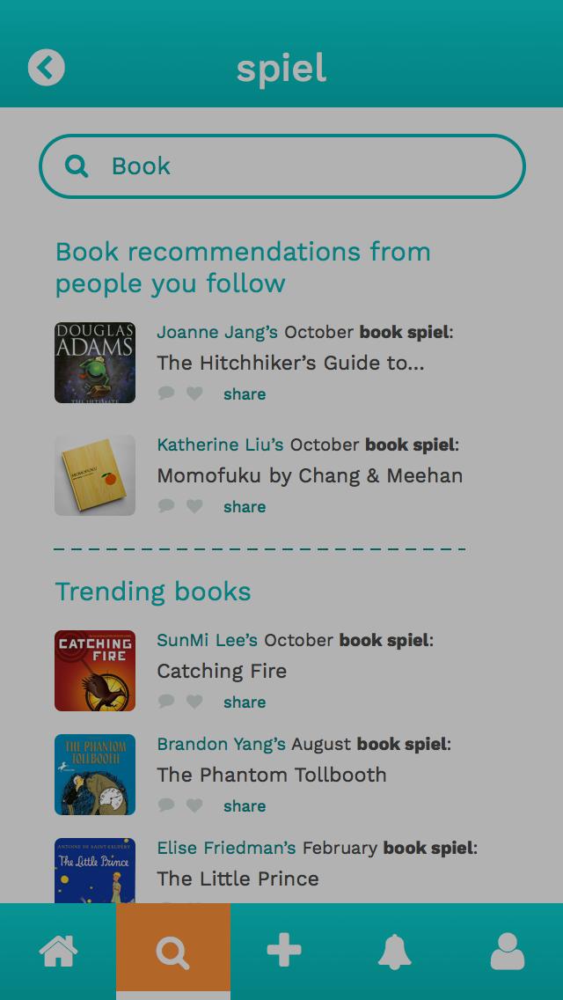 spiel
Book
Book recommendations from
people you follow
DOUGLAS
ADAMS
THE ULTIMATE
Joanne Jang’s October book spiel:
The Hitchhiker’s Guide to...
share
MOMOFUKU
Katherine Liu’s October book spiel:
Momofuku by Chang & Meehan
share
Trending books
CATCHING
FIRE
SunMi Lee’s October book spiel:
Catching Fire
share
THE PHANTOM
TOLLBOOTH
Brandon Yang’s August book spiel:
The Phantom Tollbooth
share
ANTOINE DE SAINT-EXUPÉRY
The Little Prince
Elise Friedman’s February book spiel:
The Little Prince